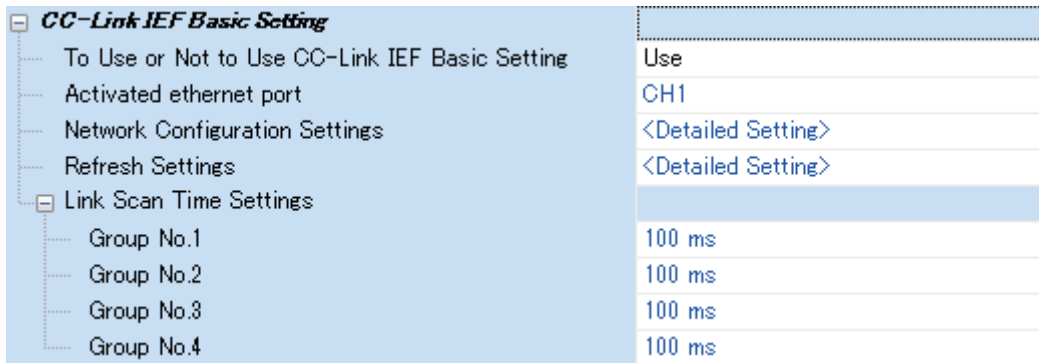 CC-Link IEF Basic Setting
To Use or Not to Use CC-Link IEF Basic Setting Use
Activated ethernet port CH1
Network Configuration Settings <Detailed Setting>
Refresh Settings <Detailed Setting>
Link Scan Time Settings
Group No.1 100 ms
Group No.2 100 ms
Group No.3 100 ms
Group No.4 100 ms